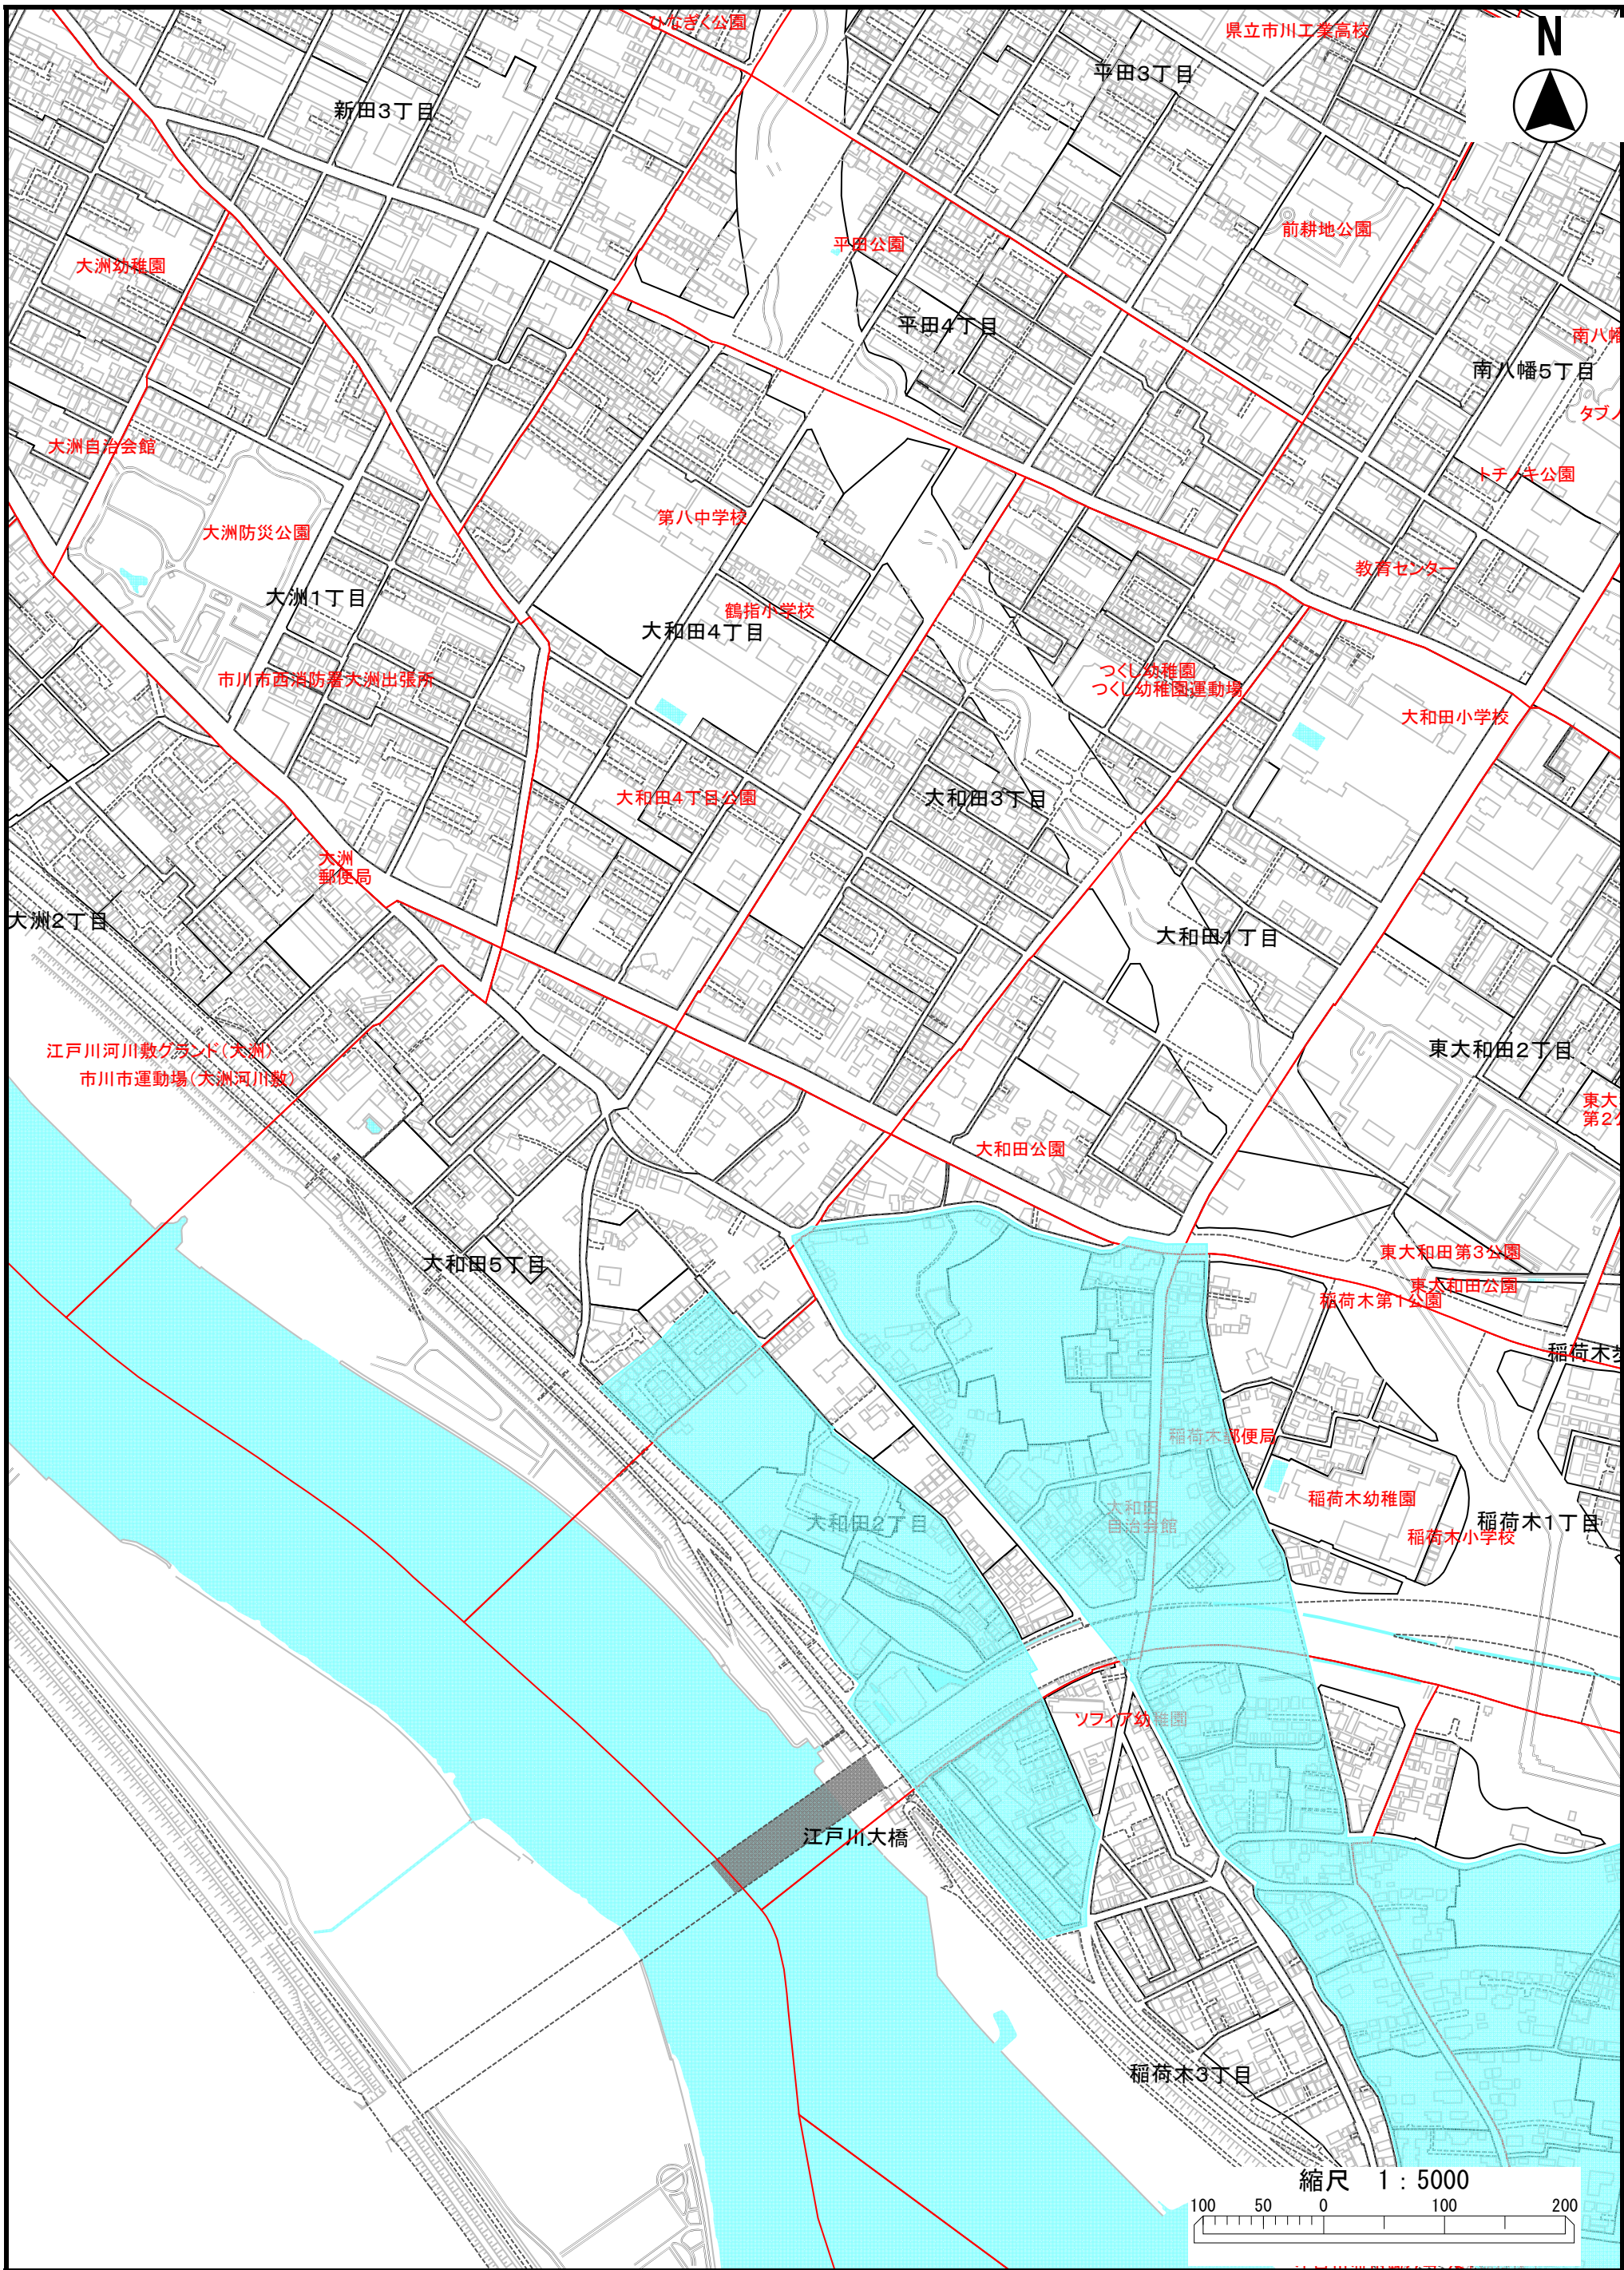 ひなぎく公園
県立市川工業高校
N
平田3丁目
新田3丁目
前耕地公園
平田公園
大洲幼稚園
平田4丁目
南八幡
南八幡5丁目
タブノ
大洲自治会館
トチノキ公園
第八中学校
大洲防災公園
教育センター
大洲1丁目
鶴指小学校
大和田4丁目
つくし幼稚園
つくし幼稚園運動場
市川市西消防署大洲出張所
大和田小学校
大和田4丁目公園
大和田3丁目
大洲
郵便局
大洲2丁目
大和田1丁目
江戸川河川敷グランド(大洲)
市川市運動場(大洲河川敷)
東大和田2丁目
東大
第2
大和田公園
大和田5丁目
東大和田第3公園
東大和田公園
稲荷木第1公園
稲荷木
稲荷木郵便局
稲荷木幼稚園
大和田
自治会館
大和田2丁目
稲荷木1丁目
稲荷木小学校
ソフィア幼稚園
江戸川大橋
稲荷木3丁目
縮尺 1:5000
100 50 0 100 200